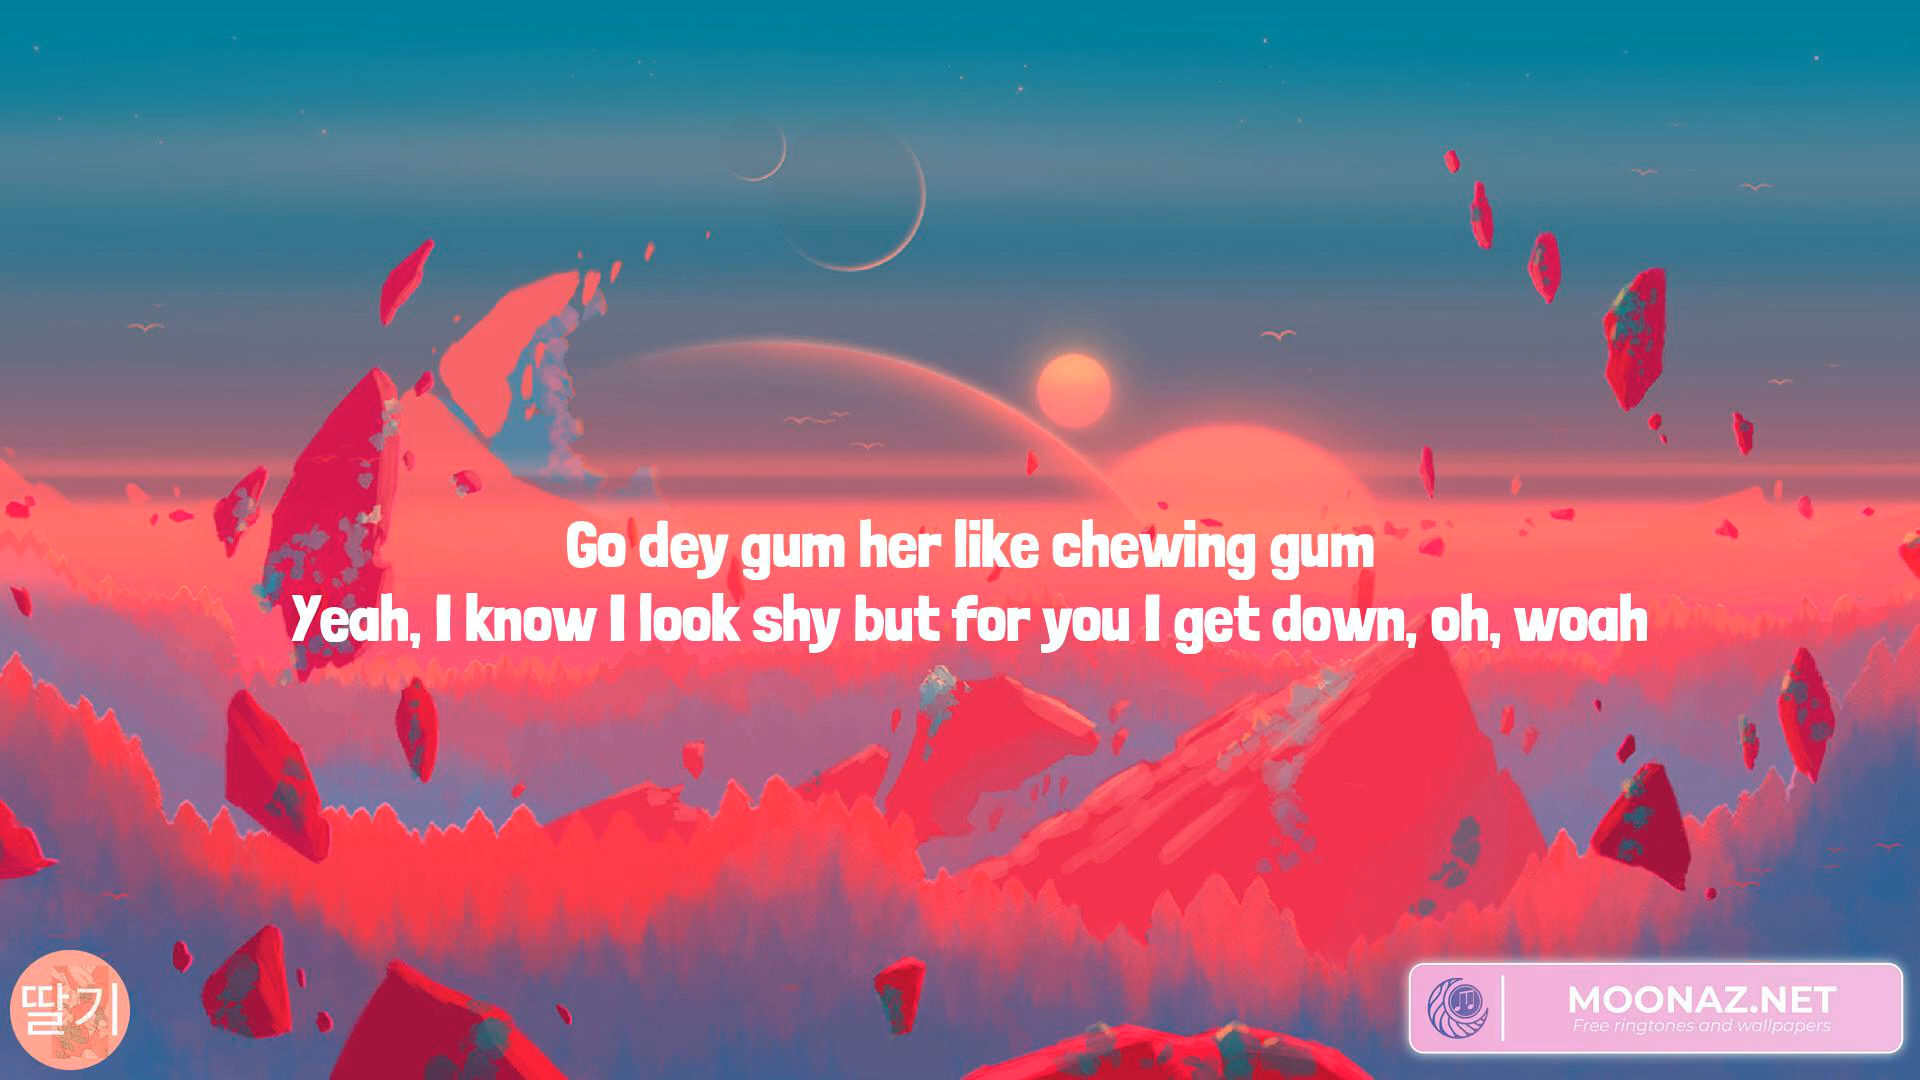 Go dey gum her like chewing gum
Yeah, I know I look shy but for you I get down, oh, woah
딸기
MOONAZ.NET
Free ringtones and wallpapers